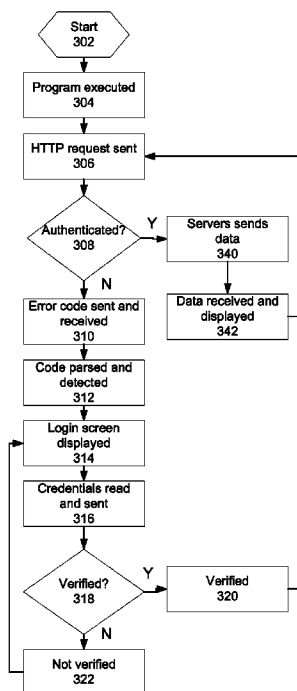 Start
302
Program executed
304
HTTP request sent
306
Authenticated?
308
Y
Servers sends
data
340
N
Data received and
displayed
342
Error code sent and
received
310
Code parsed and
detected
312
Login screen
displayed
314
Credentials read
and sent
316
Verified?
318
Y
Verified
320
N
Not verified
322